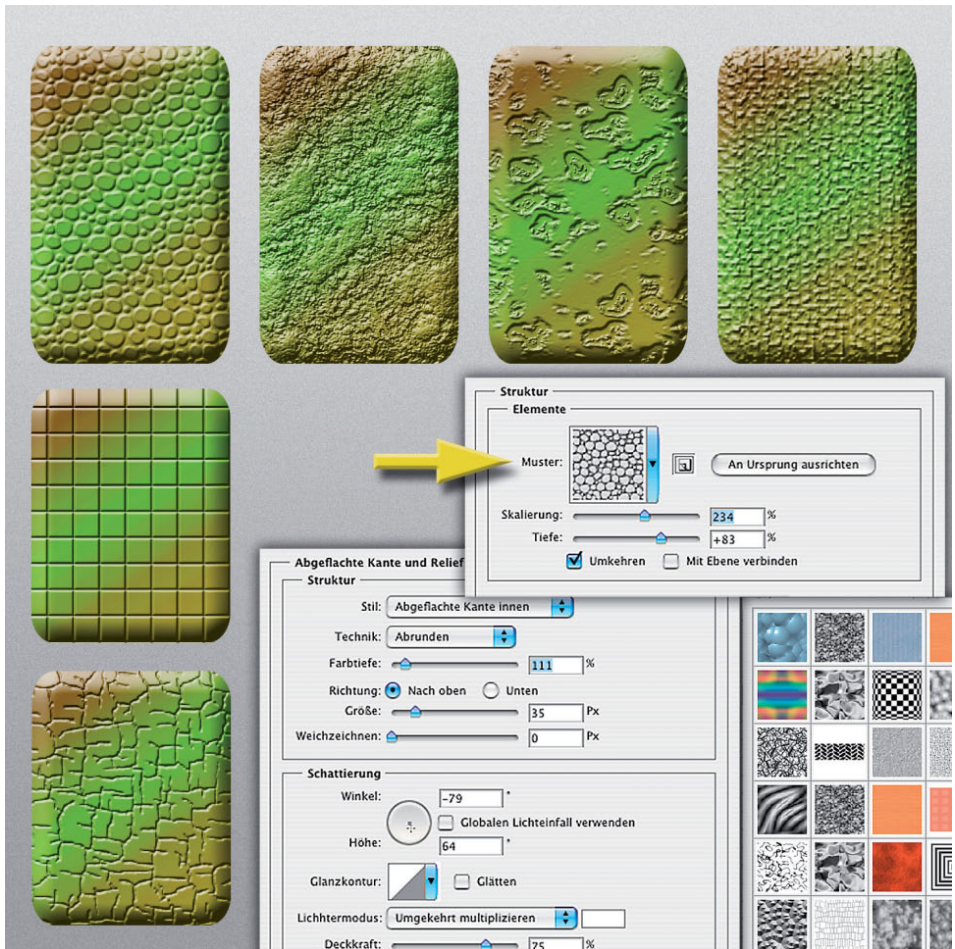 Struktur
Elemente
Muster:
An Ursprung ausrichten
Skalierung: 234 %
Tiefe: +83 %
Umkehren Mit Ebene verbinden
Abgeflachte Kante und Relief
Struktur
Stil: Abgeflachte Kante innen
Technik: Abrunden
Farbtiefe: 111 %
Richtung: Nach oben Unten
Größe: 35 Px
Weichzeichnen: 0 Px
Schattierung
Winkel: -79 °
Globalen Lichteinfall verwenden
Höhe: 64 °
Glanzkontur: Glätten
Lichtermodus: Umgekehrt multiplizieren
Deckkraft: 75 %